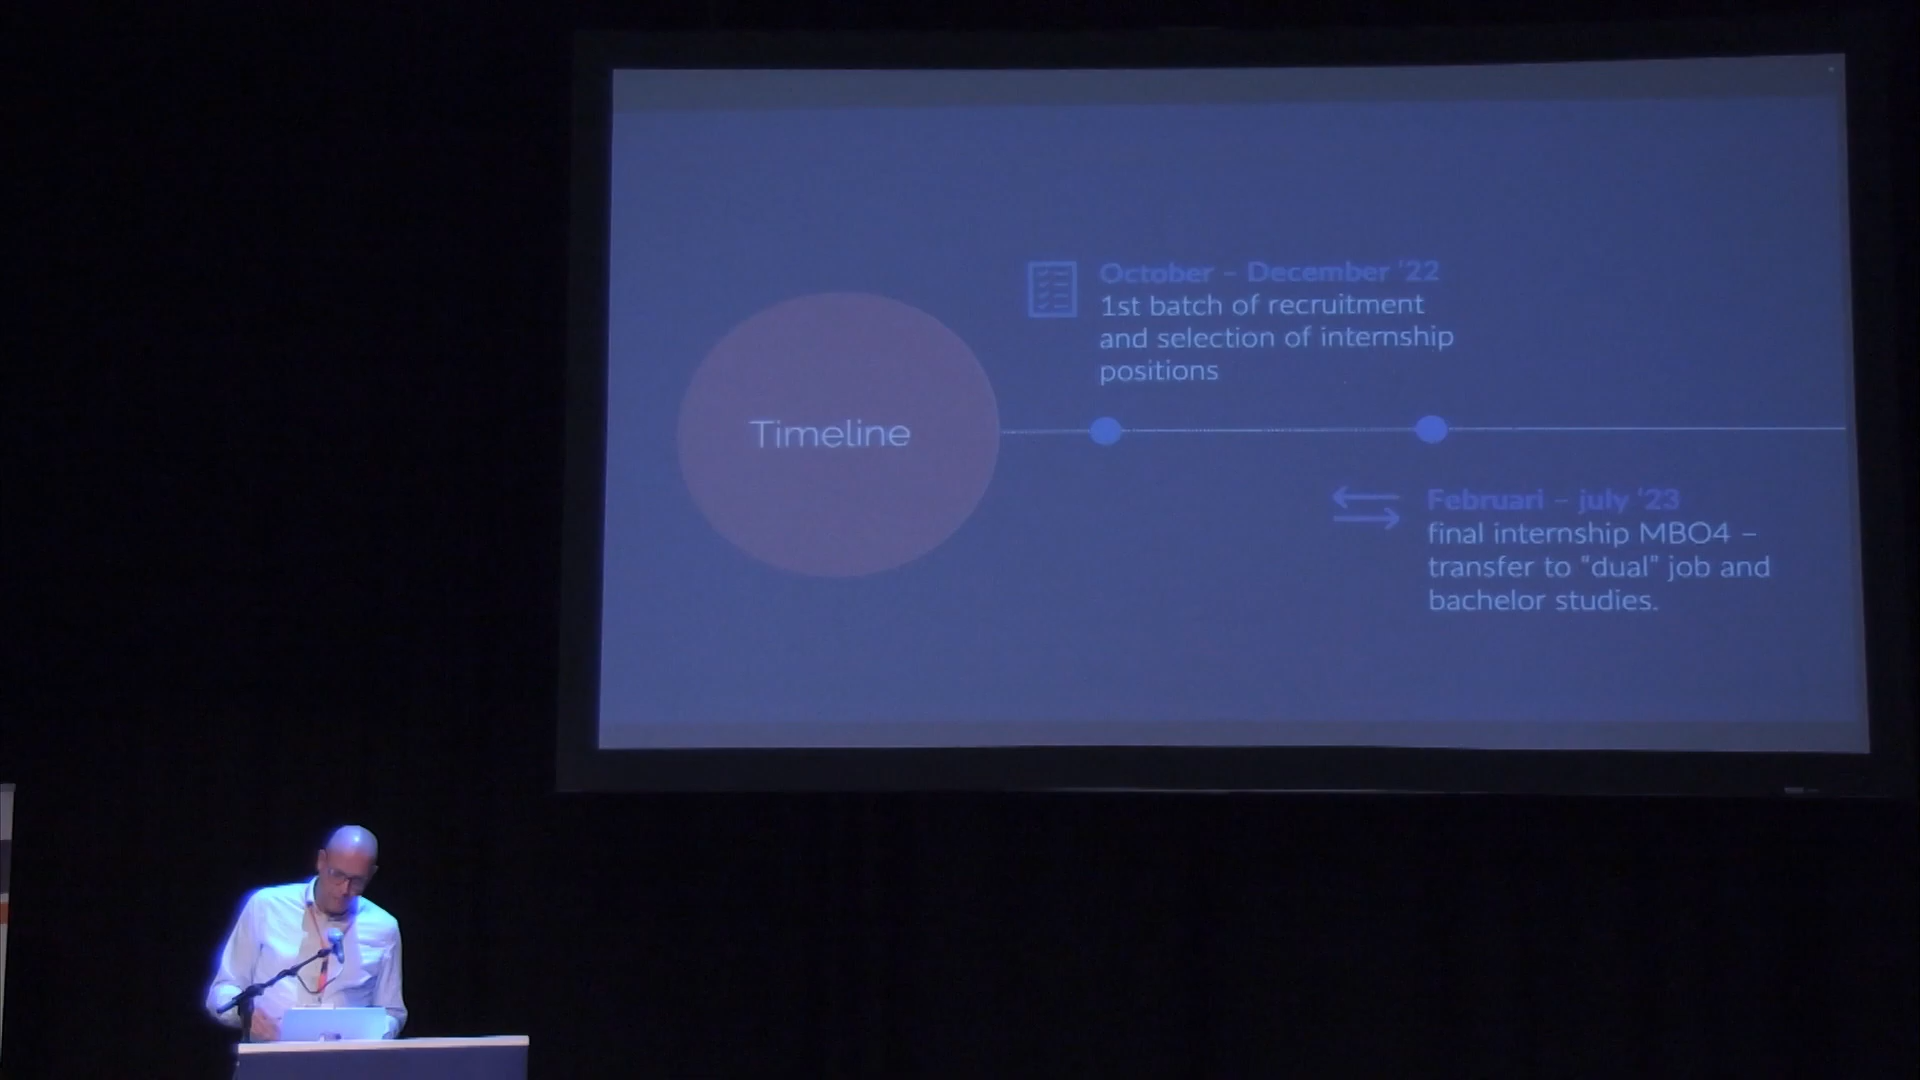 Timeline
October – December '22
1st batch of recruitment
and selection of internship
positions
Februari – july '23
final internship MBO4 –
transfer to "dual" job and
bachelor studies.